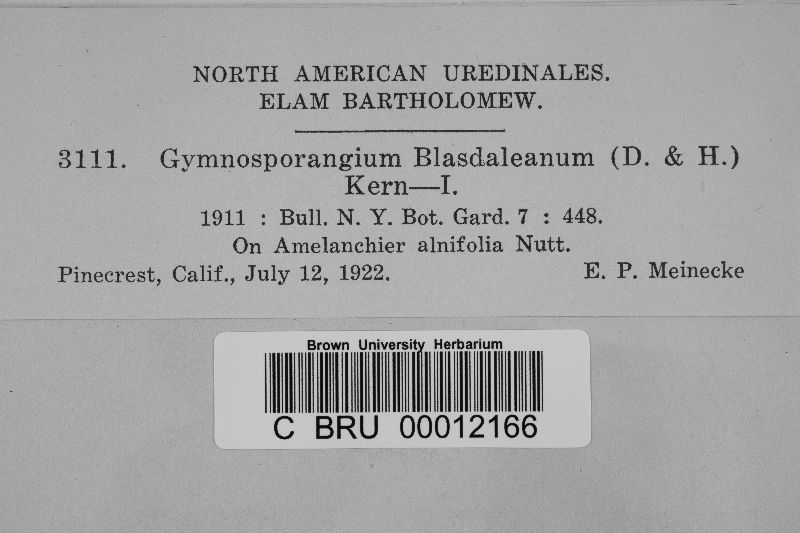 NORTH AMERICAN UREDINALES.
ELAM BARTHOLOMEW.
3111. Gymnosporangium Blasdaleanum (D. & H.)
Kern—I.
1911 : Bull. N. Y. Bot. Gard. 7 : 448.
On Amelanchier alnifolia Nutt.
Pinecrest, Calif., July 12, 1922. E. P. Meinecke
Brown University Herbarium
C BRU 00012166